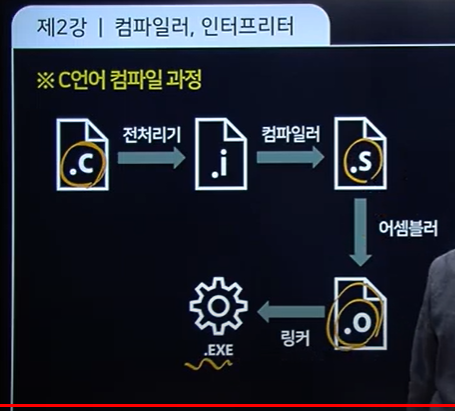 제2강 | 컴파일러, 인터프리터
※ C언어 컴파일 과정
.c
전처리기
.i
컴파일러
.s
어셈블러
.o
링커
.EXE